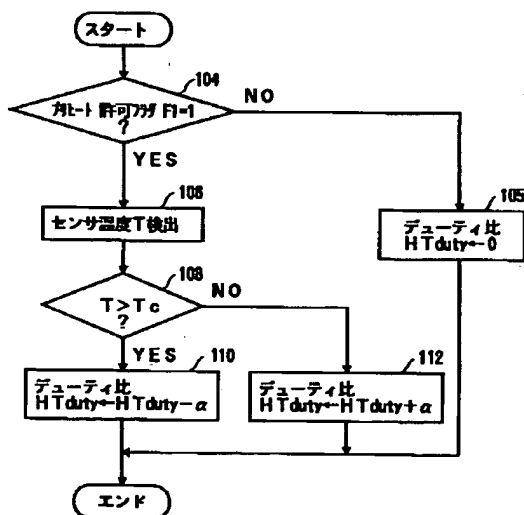 スタート
104
プリヒート許可フラグ F1=1
?
NO
YES
106
センサ温度T検出
105
デューティ比
HTduty←0
108
T>Tc
?
NO
YES
110
デューティ比
HTduty←HTduty−α
112
デューティ比
HTduty←HTduty+α
エンド